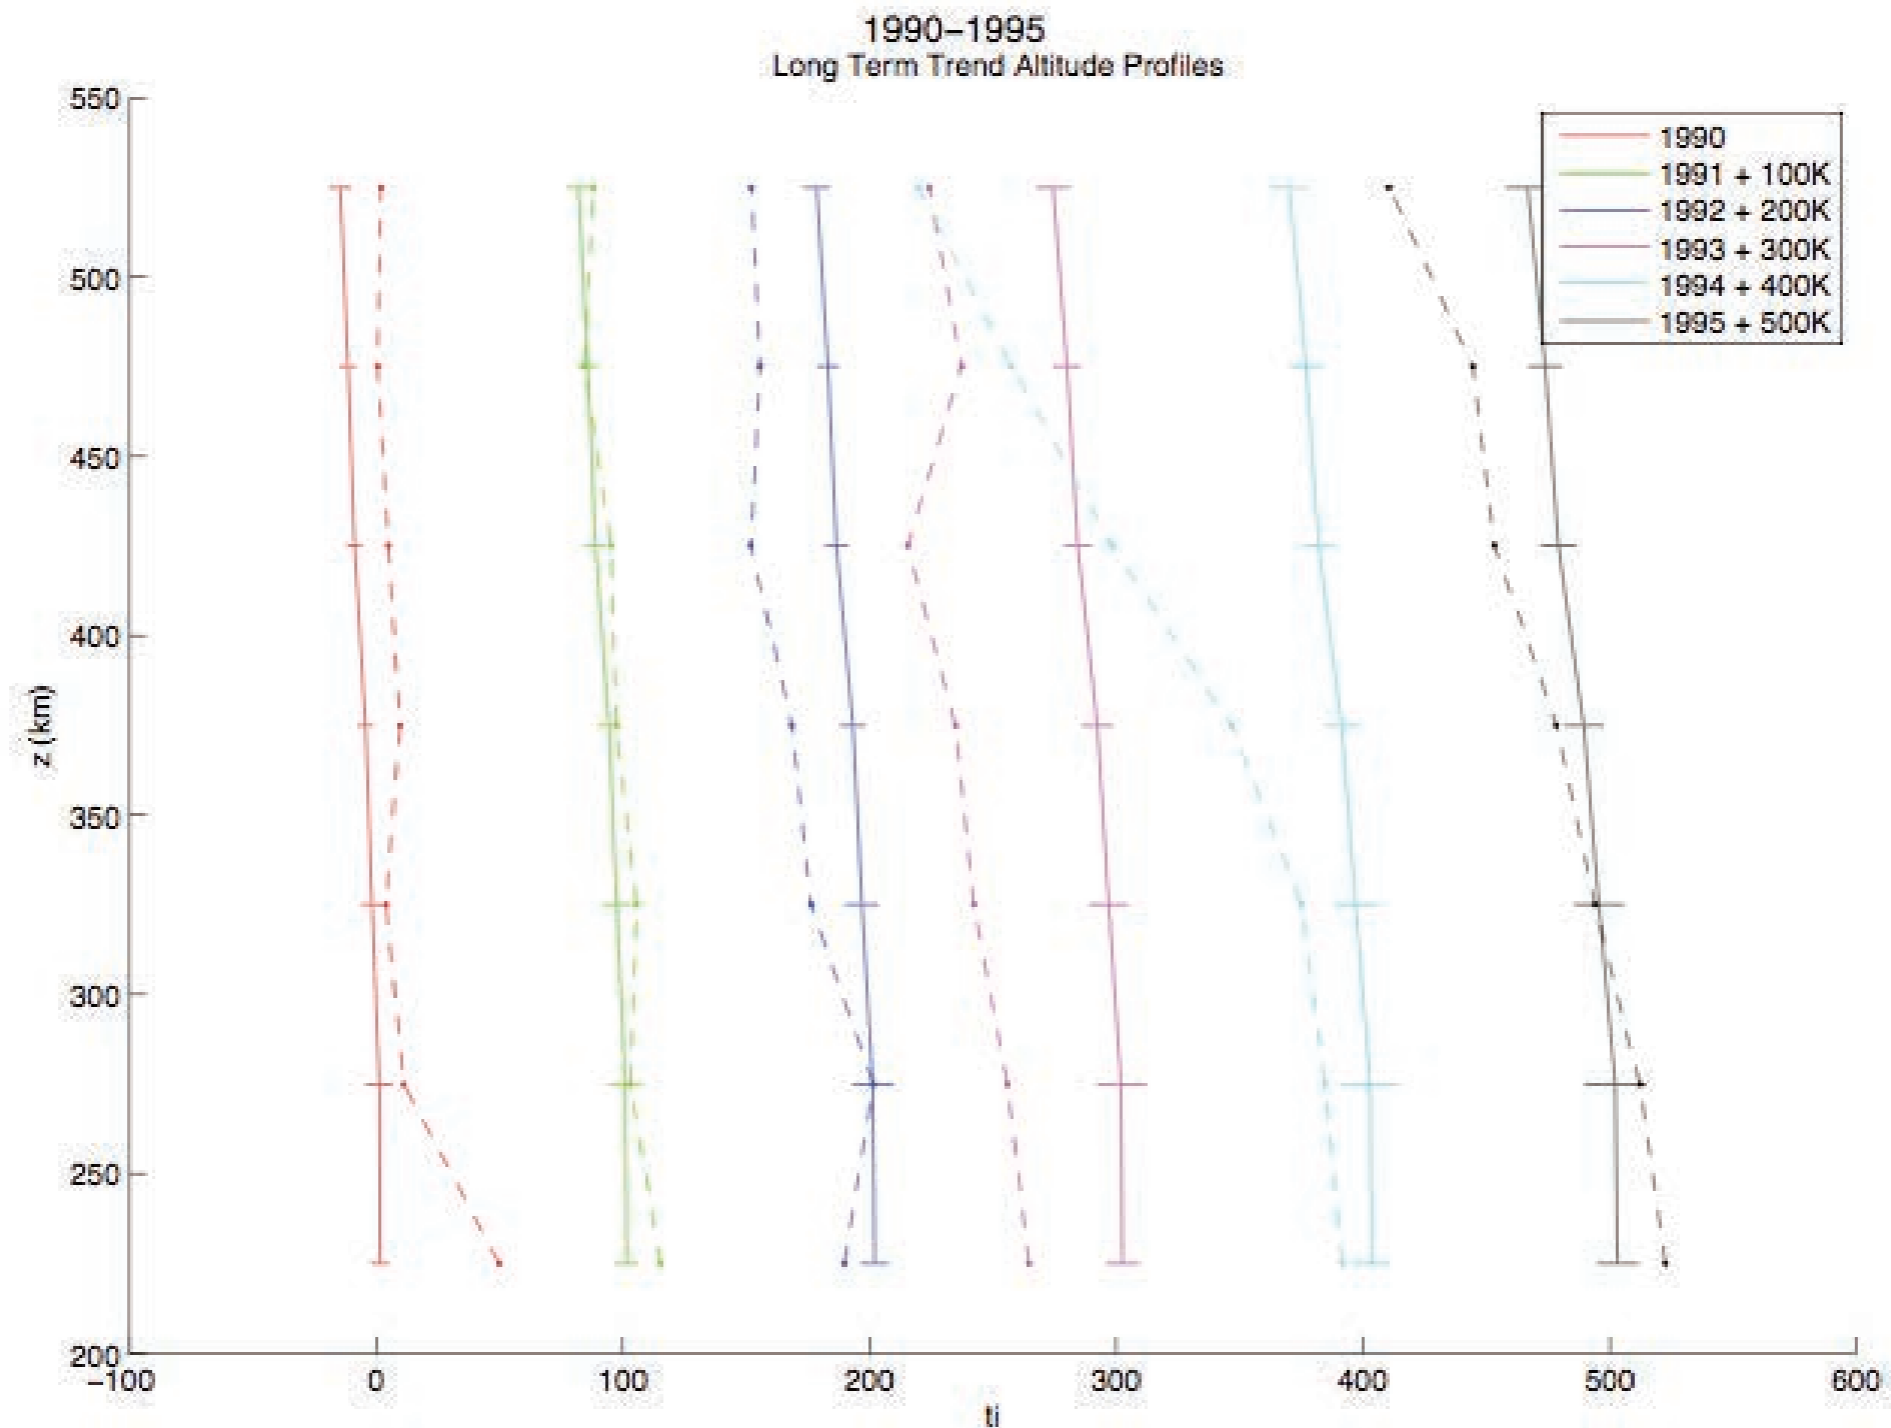 1990−1995
Long Term Trend Altitude Profiles
550
500
450
400
350
300
250
200
z (km)
1990
1991 + 100K
1992 + 200K
1993 + 300K
1994 + 400K
1995 + 500K
−100 0 100 200 300 400 500 600
ti